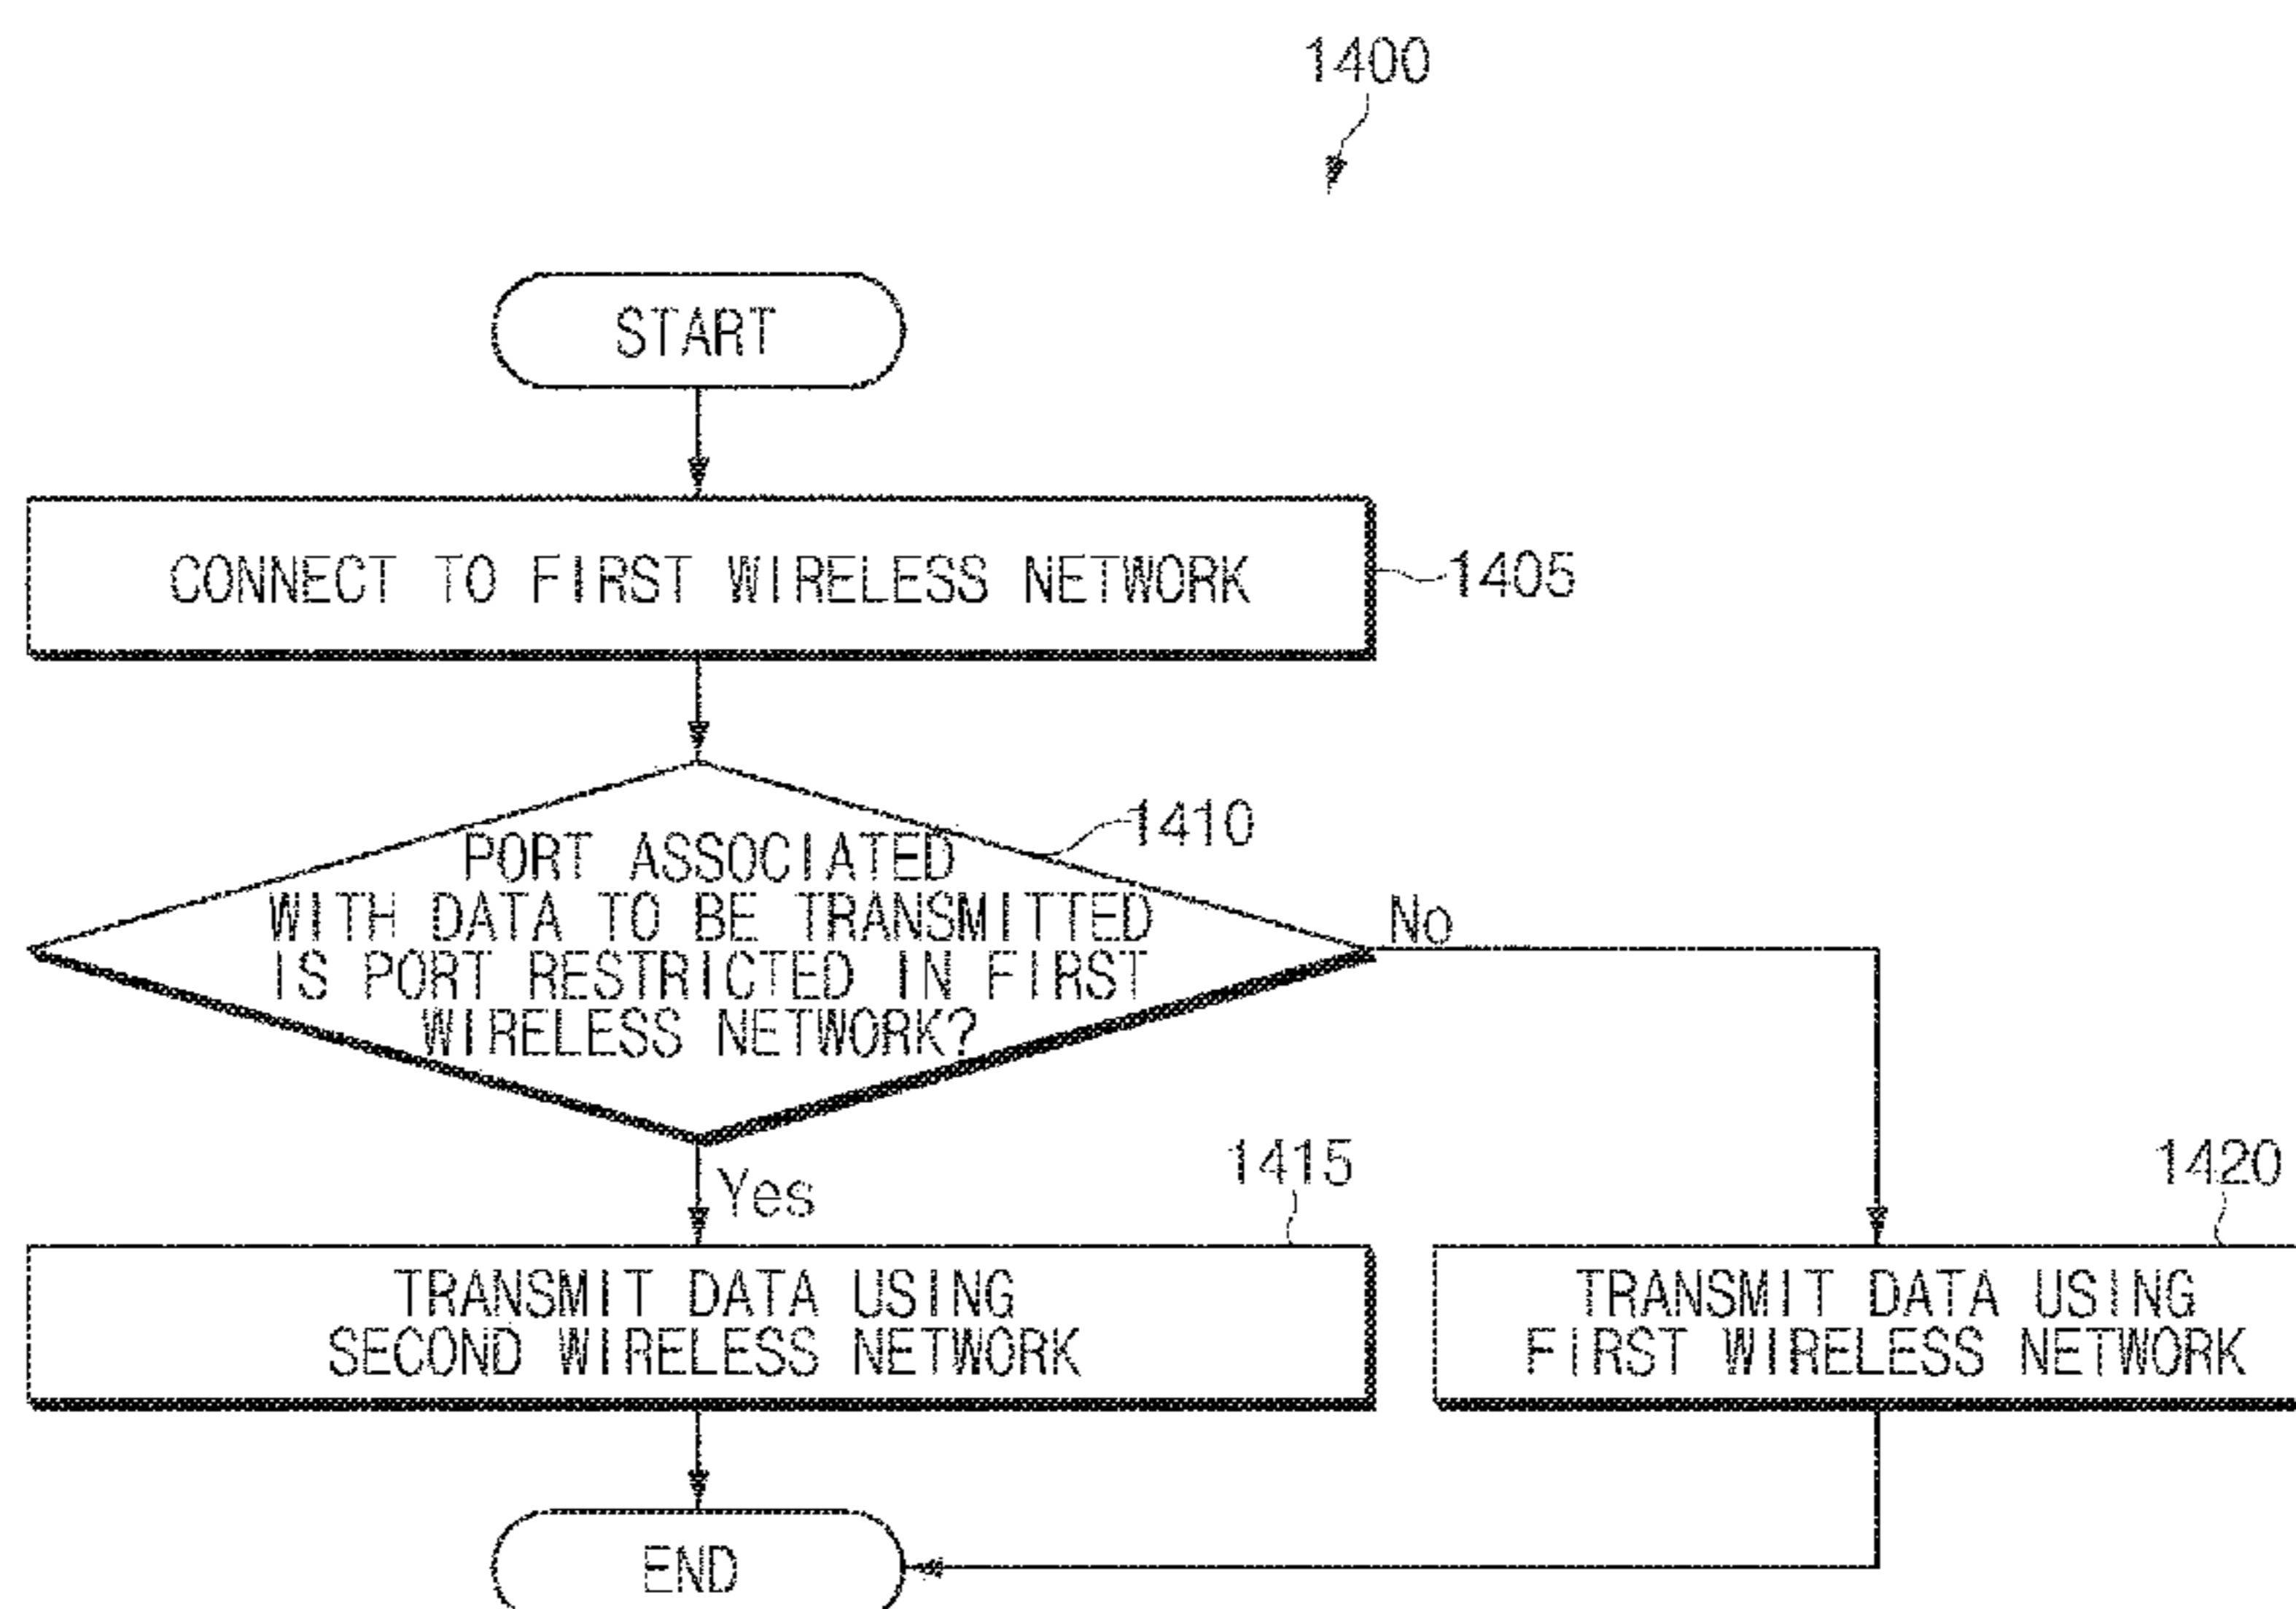 1400
START
CONNECT TO FIRST WIRELESS NETWORK
1405
PORT ASSOCIATED
WITH DATA TO BE TRANSMITTED
IS PORT RESTRICTED IN FIRST
WIRELESS NETWORK?
1410
No
Yes
1415
TRANSMIT DATA USING
SECOND WIRELESS NETWORK
1420
TRANSMIT DATA USING
FIRST WIRELESS NETWORK
END